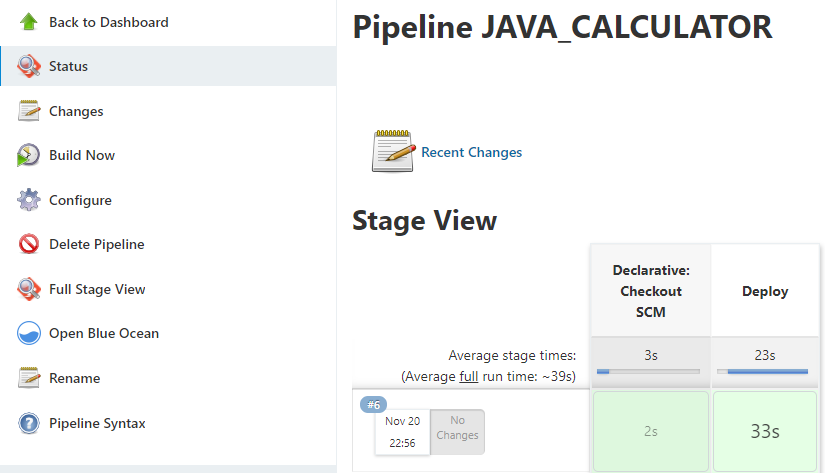 Back to Dashboard
Status
Changes
Build Now
Configure
Delete Pipeline
Full Stage View
Open Blue Ocean
Rename
Pipeline Syntax
Pipeline JAVA_CALCULATOR
Recent Changes
Stage View
Declarative:
Checkout
SCM
Deploy
Average stage times:
(Average full run time: ~39s)
3s
23s
#6
Nov 20
22:56
No
Changes
2s
33s